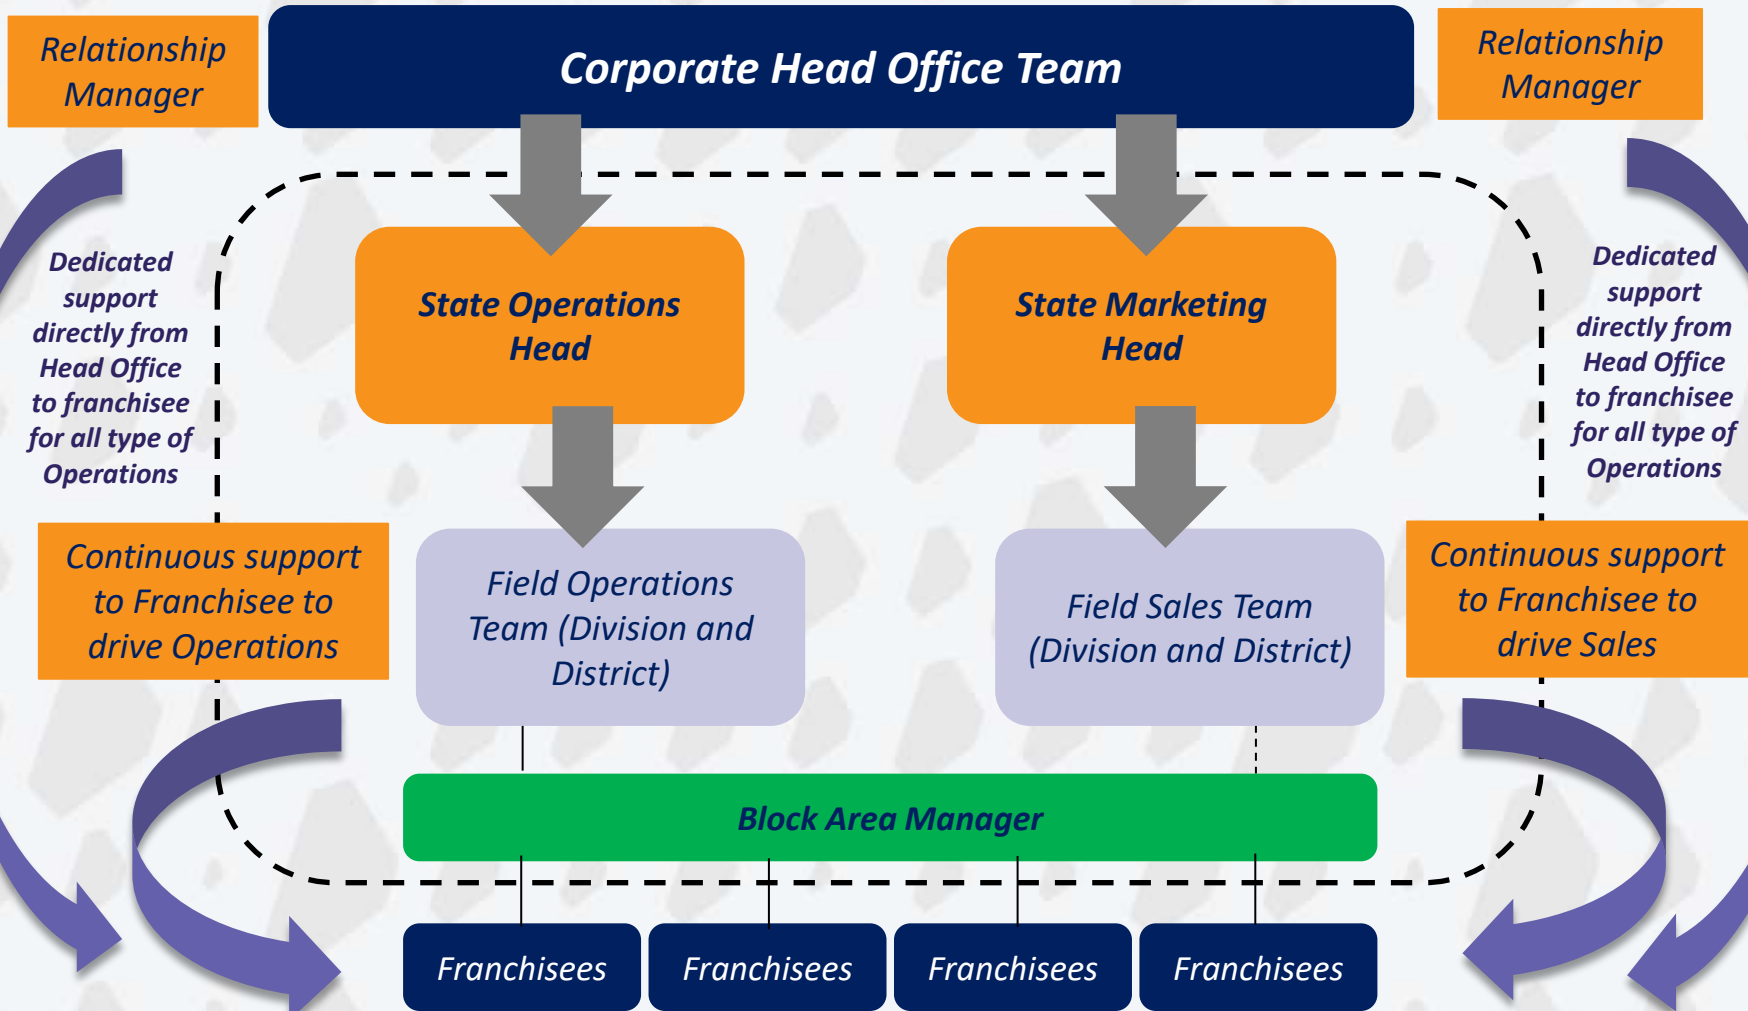 Relationship
Manager
Corporate Head Office Team
Relationship
Manager
State Operations
Head
State Marketing
Head
Dedicated
support
directly from
Head Office
to franchisee
for all type of
Operations
Dedicated
support
directly from
Head Office
to franchisee
for all type of
Operations
Continuous support
to Franchisee to
drive Operations
Field Operations
Team (Division and
District)
Field Sales Team
(Division and District)
Continuous support
to Franchisee to
drive Sales
Block Area Manager
Franchisees
Franchisees
Franchisees
Franchisees